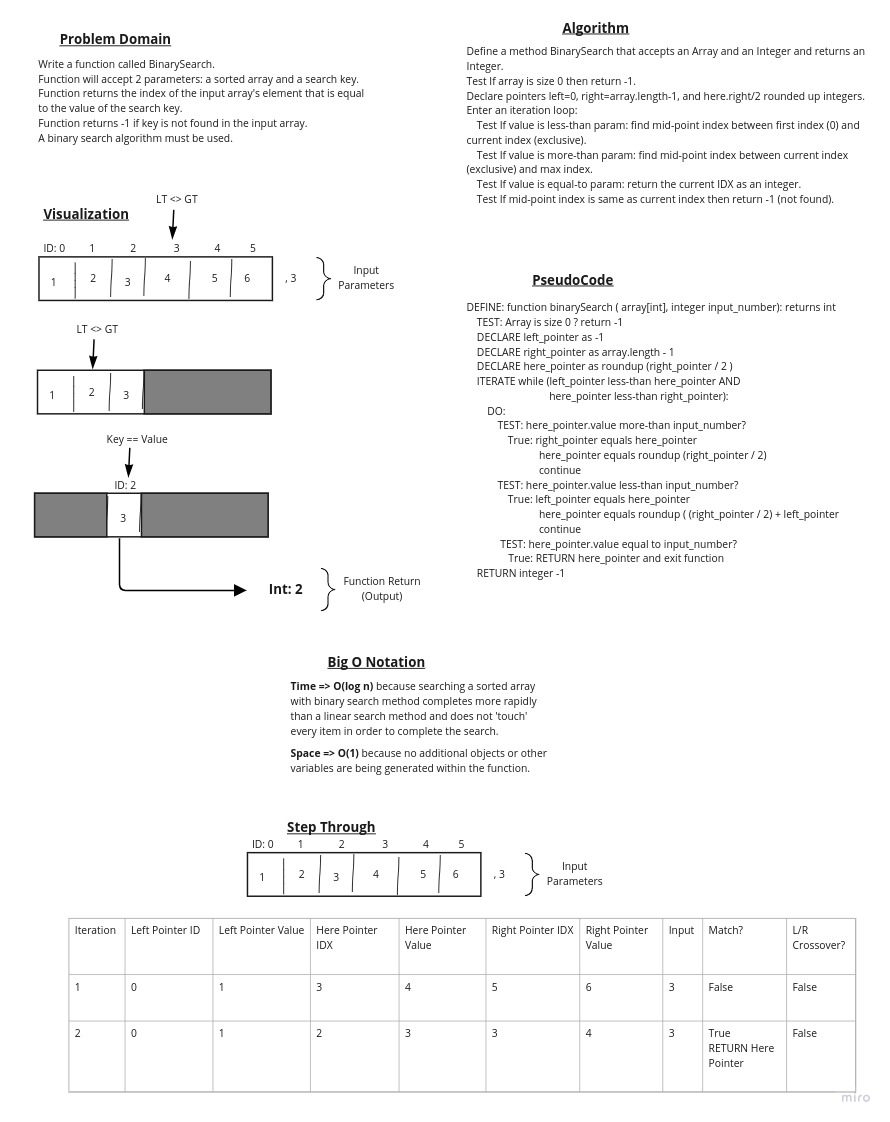 Problem Domain
Write a function called BinarySearch.
Function will accept 2 parameters: a sorted array and a search key.
Function returns the index of the input array's element that is equal
to the value of the search key.
Function returns -1 if key is not found in the input array.
A binary search algorithm must be used.
Algorithm
Define a method BinarySearch that accepts an Array and an Integer and returns an
Integer.
Test If array is size 0 then return -1.
Declare pointers left=0, right=array.length-1, and here.right/2 rounded up integers.
Enter an iteration loop:
Test If value is less-than param: find mid-point index between first index (0) and
current index (exclusive).
Test If value is more-than param: find mid-point index between current index
(exclusive) and max index.
Test If value is equal-to param: return the current IDX as an integer.
Test If mid-point index is same as current index then return -1 (not found).
Visualization
LT <> GT
ID: 0 1 2 3 4 5
1 2 3 4 5 6 , 3
Input
Parameters
LT <> GT
1 2 3
Key == Value
ID: 2
3
Int: 2
Function Return
(Output)
PseudoCode
DEFINE: function binarySearch ( array[int], integer input_number): returns int
TEST: Array is size 0 ? return -1
DECLARE left_pointer as -1
DECLARE right_pointer as array.length - 1
DECLARE here_pointer as roundup (right_pointer / 2 )
ITERATE while (left_pointer less-than here_pointer AND
here_pointer less-than right_pointer):
DO:
TEST: here_pointer.value more-than input_number?
True: right_pointer equals here_pointer
here_pointer equals roundup (right_pointer / 2)
continue
TEST: here_pointer.value less-than input_number?
True: left_pointer equals here_pointer
here_pointer equals roundup ( (right_pointer / 2) + left_pointer
continue
TEST: here_pointer.value equal to input_number?
True: RETURN here_pointer and exit function
RETURN integer -1
Big O Notation
Time => O(log n) because searching a sorted array
with binary search method completes more rapidly
than a linear search method and does not 'touch'
every item in order to complete the search.
Space => O(1) because no additional objects or other
variables are being generated within the function.
Step Through
ID: 0 1 2 3 4 5
1 2 3 4 5 6 , 3
Input
Parameters
Iteration Left Pointer ID Left Pointer Value Here Pointer IDX Here Pointer Value Right Pointer IDX Right Pointer Value Input Match? L/R Crossover?
1 0 1 3 4 5 6 3 False False
2 0 1 2 3 3 4 3 True RETURN Here Pointer False
miro